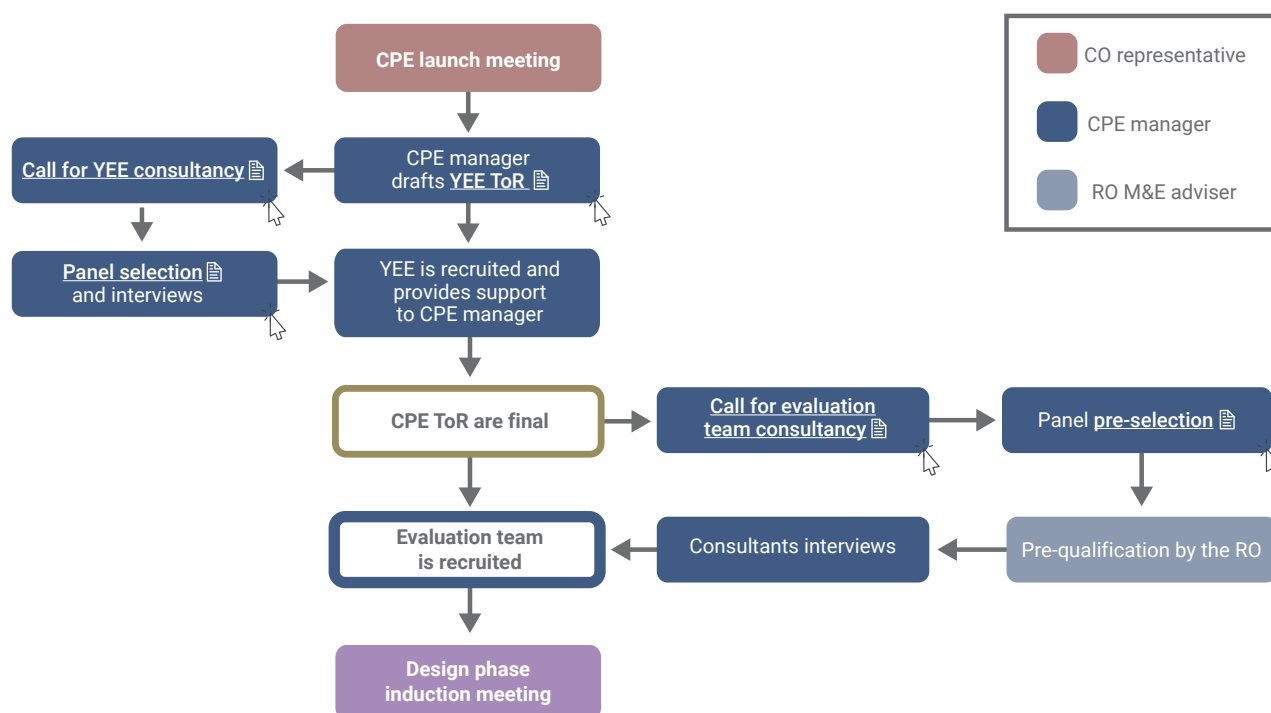 CPE launch meeting
CO representative
CPE manager
RO M&E adviser
Call for YEE consultancy
CPE manager
drafts YEE ToR
Panel selection
and interviews
YEE is recruited and
provides support
to CPE manager
CPE ToR are final
Call for evaluation
team consultancy
Panel pre-selection
Evaluation team
is recruited
Consultants interviews
Pre-qualification by the RO
Design phase
induction meeting